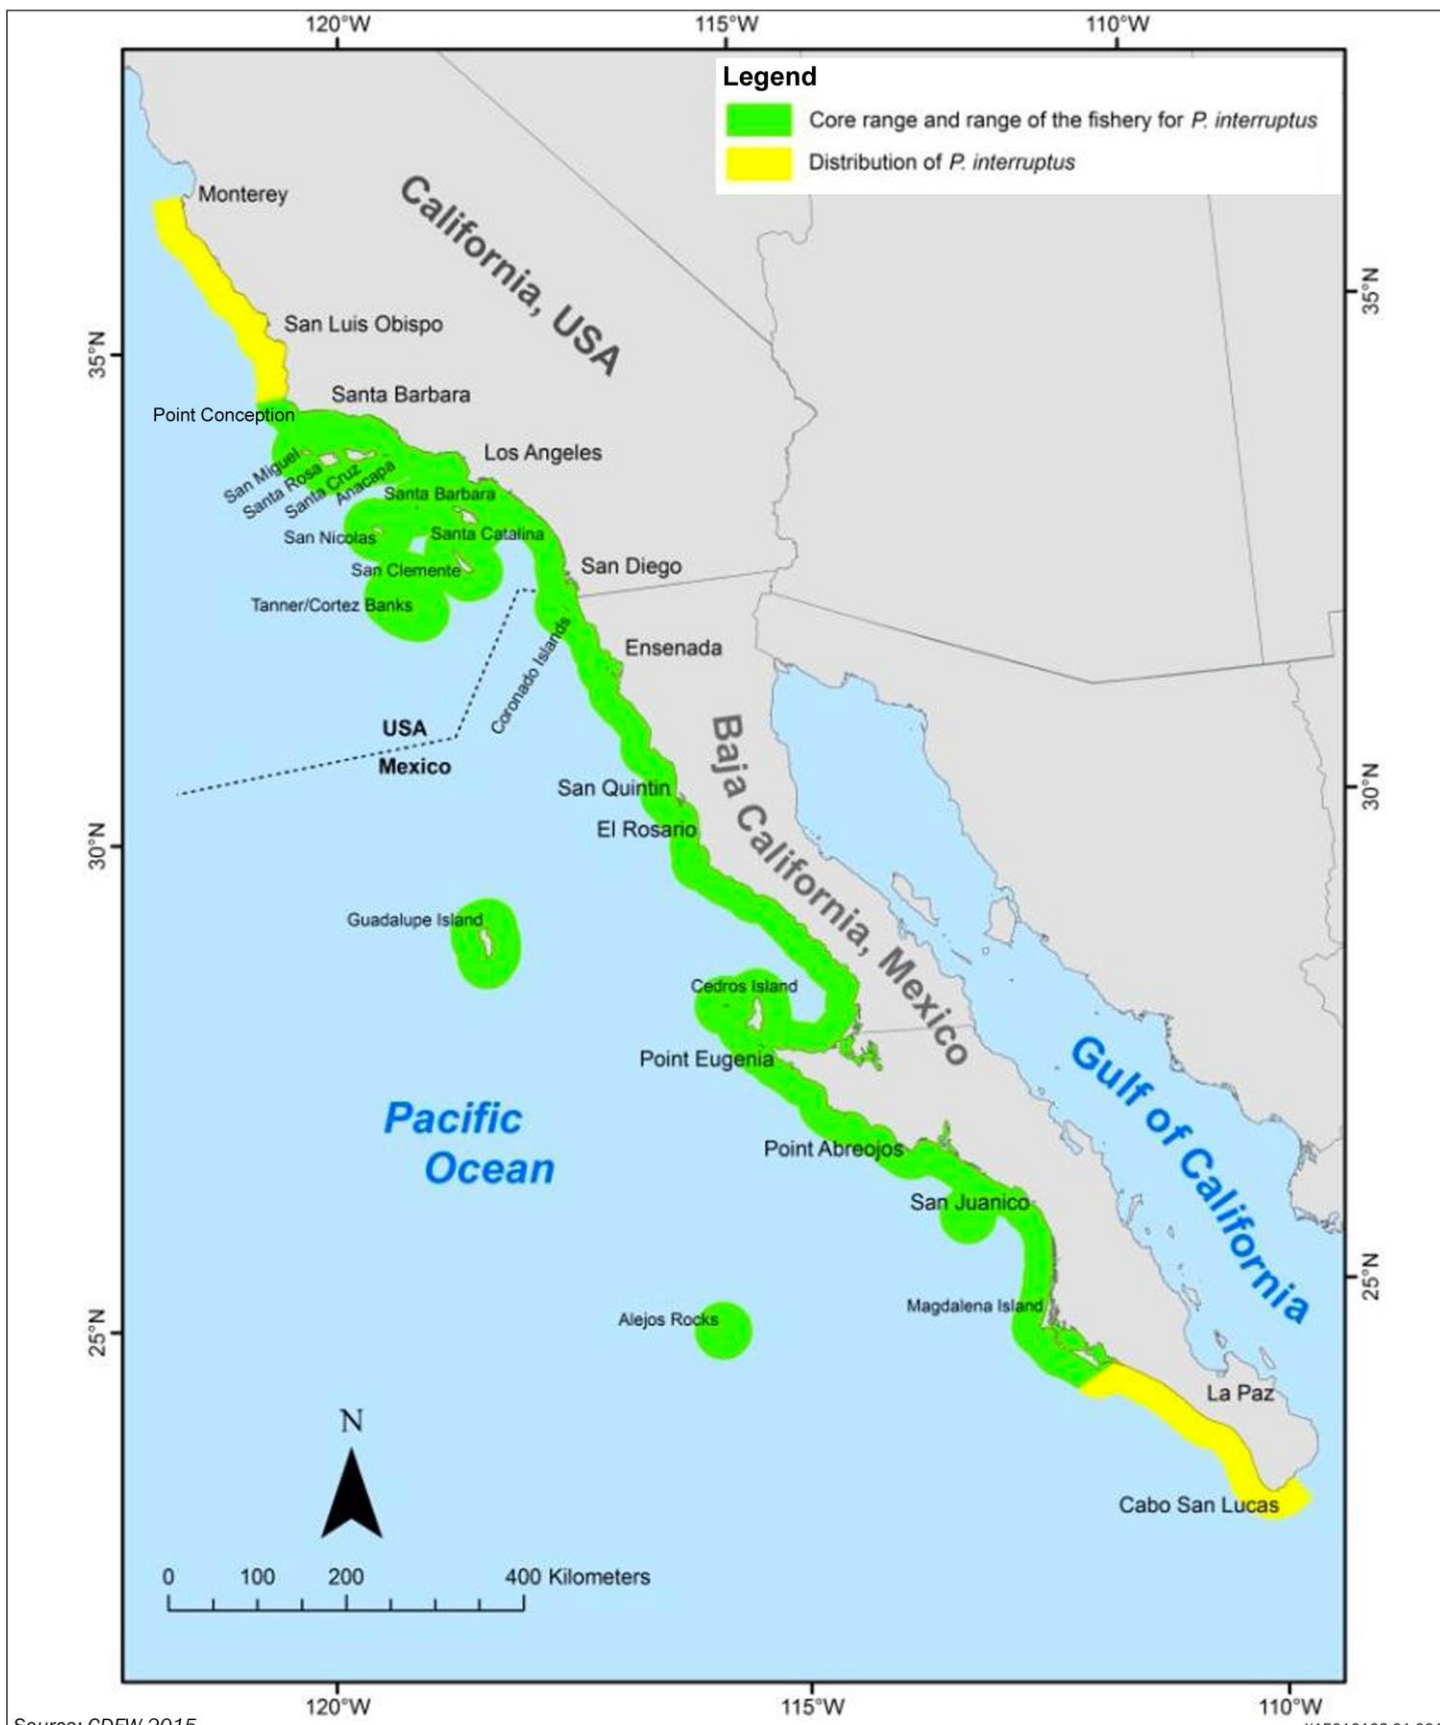 120°W
115°W
110°W
Legend
Core range and range of the fishery for P. interruptus
Distribution of P. interruptus
Monterey
California, USA
35°N
San Luis Obispo
35°N
Santa Barbara
Point Conception
Los Angeles
San Miguel
Santa Rosa
Santa Cruz
Anacapa
Santa Barbara
San Nicolas
Santa Catalina
San Clemente
San Diego
Tanner/Cortez Banks
Coronado Islands
Ensenada
USA
Mexico
Baja California, Mexico
San Quintin
30°N
El Rosario
30°N
Guadalupe Island
Cedros Island
Point Eugenia
Gulf of California
Pacific
Ocean
Point Abreojos
San Juanico
25°N
Magdalena Island
Alejos Rocks
25°N
La Paz
N
Cabo San Lucas
0 100 200 400 Kilometers
120°W
115°W
110°W
Source: CDFW 2015